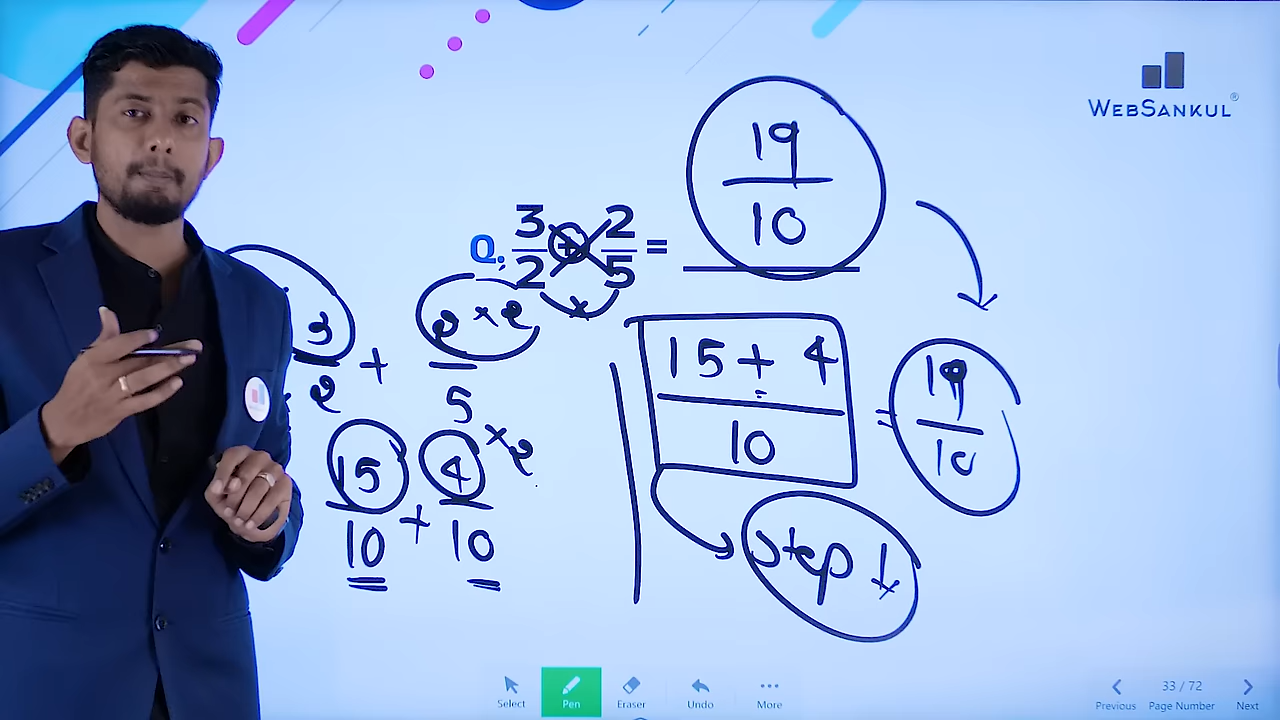 WEBSANKUL®
19
10
Q: 3/2 + 2/5 =
×
3/2 + 2 × 2/5 × 2
15/10 + 4/10
15 + 4
10
= 19/10
Step 1
Select
Pen
Eraser
Undo
More
Previous
33 / 72
Page Number
Next